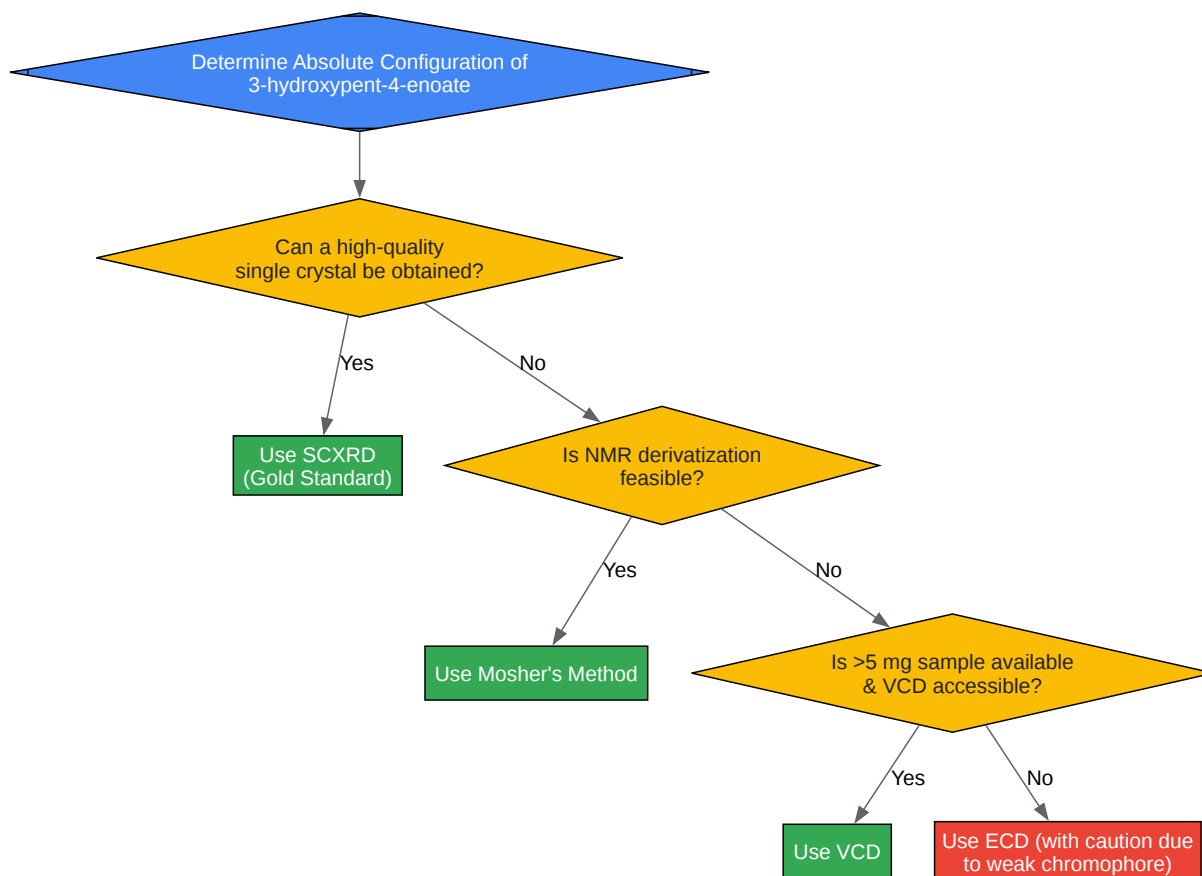 Determine Absolute Configuration of
3-hydroxypent-4-enoate
Can a high-quality
single crystal be obtained?
Yes
No
Use SCXRD
(Gold Standard)
Is NMR derivatization
feasible?
Yes
No
Use Mosher's Method
Is >5 mg sample available
& VCD accessible?
Yes
No
Use VCD
Use ECD (with caution due
to weak chromophore)